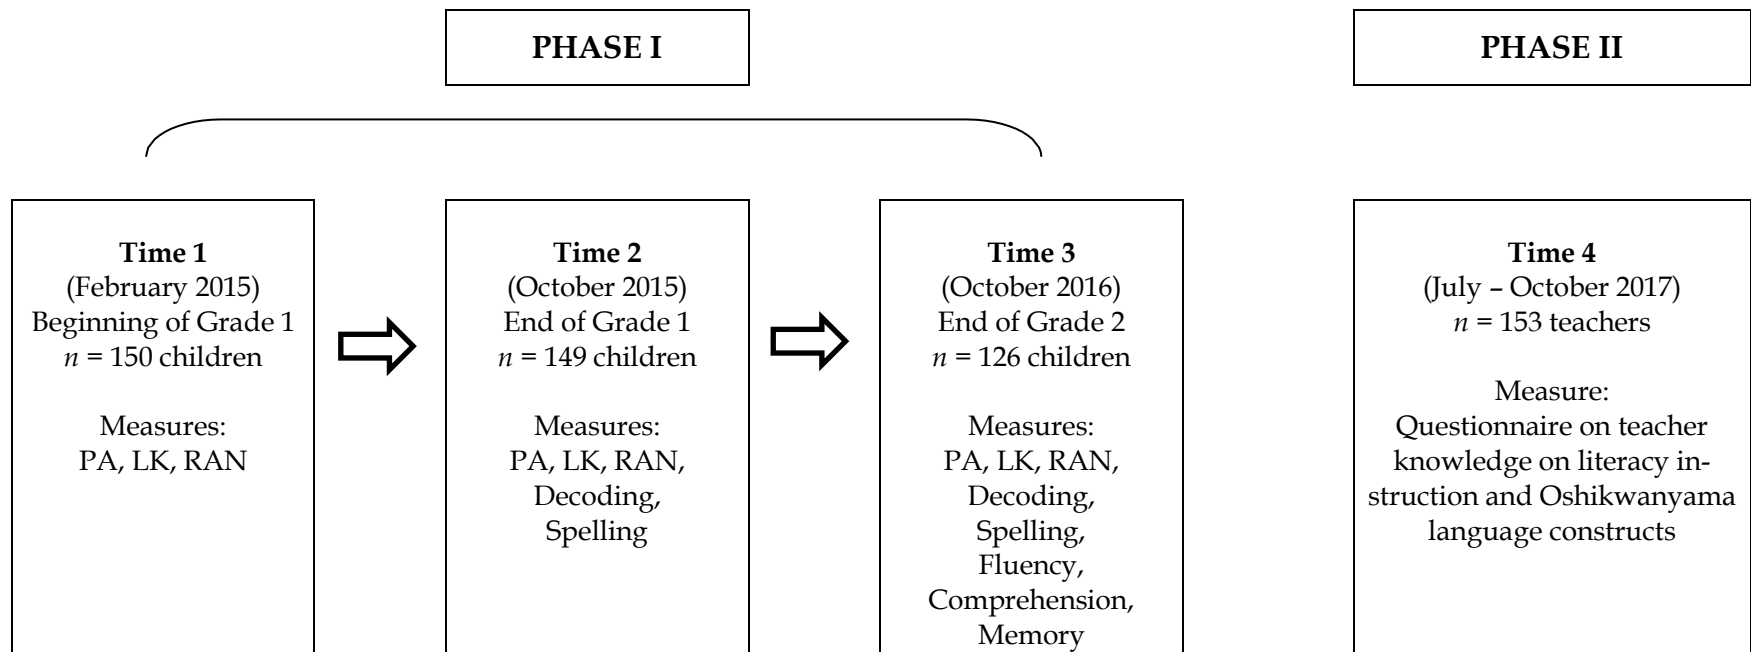 PHASE I
PHASE II
Time 1
(February 2015)
Beginning of Grade 1
n = 150 children
Measures:
PA, LK, RAN
Time 2
(October 2015)
End of Grade 1
n = 149 children
Measures:
PA, LK, RAN,
Decoding,
Spelling
Time 3
(October 2016)
End of Grade 2
n = 126 children
Measures:
PA, LK, RAN,
Decoding,
Spelling,
Fluency,
Comprehension,
Memory
Time 4
(July – October 2017)
n = 153 teachers
Measure:
Questionnaire on teacher
knowledge on literacy in-
struction and Oshikwanyama
language constructs